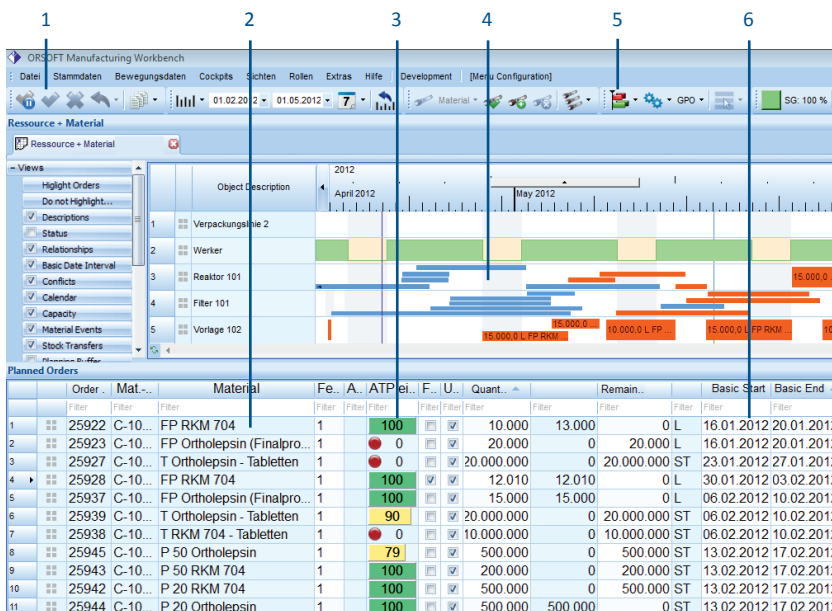 1 2 3 4 5 6
ORSOFT Manufacturing Workbench
Datei Stammdaten Bewegungsdaten Cockpits Sichten Rollen Extras Hilfe Development [Menu Configuration]
01.02.2012 01.05.2012 7 Material GPO SG: 100 %
Ressource + Material
Ressource + Material
– Views
Higlight Orders
Do not Highlight...
Descriptions
Status
Relationships
Basic Date Interval
Conflicts
Calendar
Capacity
Material Events
Stock Transfers
Object Description
2012
April 2012 May 2012
1 Verpackungslinie 2
2 Werker
3 Reaktor 101 15.000,0
4 Filter 101
5 Vorlage 102 15.000,0 L FP RKM 15.000,0 ... 10.000,0 L FP ... 15.000,0 L FP RKM ... 10
Planned Orders
Order . Mat.-.. Material Fe.. A.. ATP ei.. F.. U.. Quant.. Remain.. Basic Start Basic End
Filter Filter Filter Filter Filter Filter Filter Filter Filter Filter Filter Filter Filter Filter
1 25922 C-10... FP RKM 704 1 100 10.000 13.000 0 L 16.01.2012 20.01.2012
2 25923 C-10... FP Ortholepsin (Finalpro... 1 0 20.000 0 20.000 L 16.01.2012 20.01.2012
3 25927 C-10... T Ortholepsin - Tabletten 1 0 20.000.000 0 20.000.000 ST 23.01.2012 27.01.2012
4 25928 C-10... FP RKM 704 1 100 12.010 12.010 0 L 30.01.2012 03.02.2012
5 25937 C-10... FP Ortholepsin (Finalpro... 1 100 15.000 15.000 0 L 06.02.2012 10.02.2012
6 25939 C-10... T Ortholepsin - Tabletten 1 90 20.000.000 0 20.000.000 ST 06.02.2012 10.02.2012
7 25938 C-10... T RKM 704 - Tabletten 1 0 10.000.000 0 10.000.000 ST 06.02.2012 10.02.2012
8 25945 C-10... P 50 Ortholepsin 1 79 500.000 0 500.000 ST 13.02.2012 17.02.2012
9 25943 C-10... P 50 RKM 704 1 100 200.000 0 200.000 ST 13.02.2012 17.02.2012
10 25942 C-10... P 20 RKM 704 1 100 500.000 0 500.000 ST 13.02.2012 17.02.2012
11 25944 C-10... P 20 Ortholepsin 1 100 500.000 500.000 0 ST 13.02.2012 17.02.2012